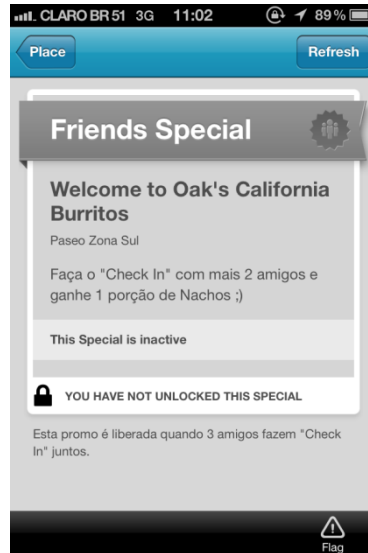 CLARO BR 51 3G 11:02 89%
Place Refresh
Friends Special
Welcome to Oak's California
Burritos
Paseo Zona Sul
Faça o "Check In" com mais 2 amigos e
ganhe 1 porção de Nachos ;)
This Special is inactive
YOU HAVE NOT UNLOCKED THIS SPECIAL
Esta promo é liberada quando 3 amigos fazem "Check
In" juntos.
Flag